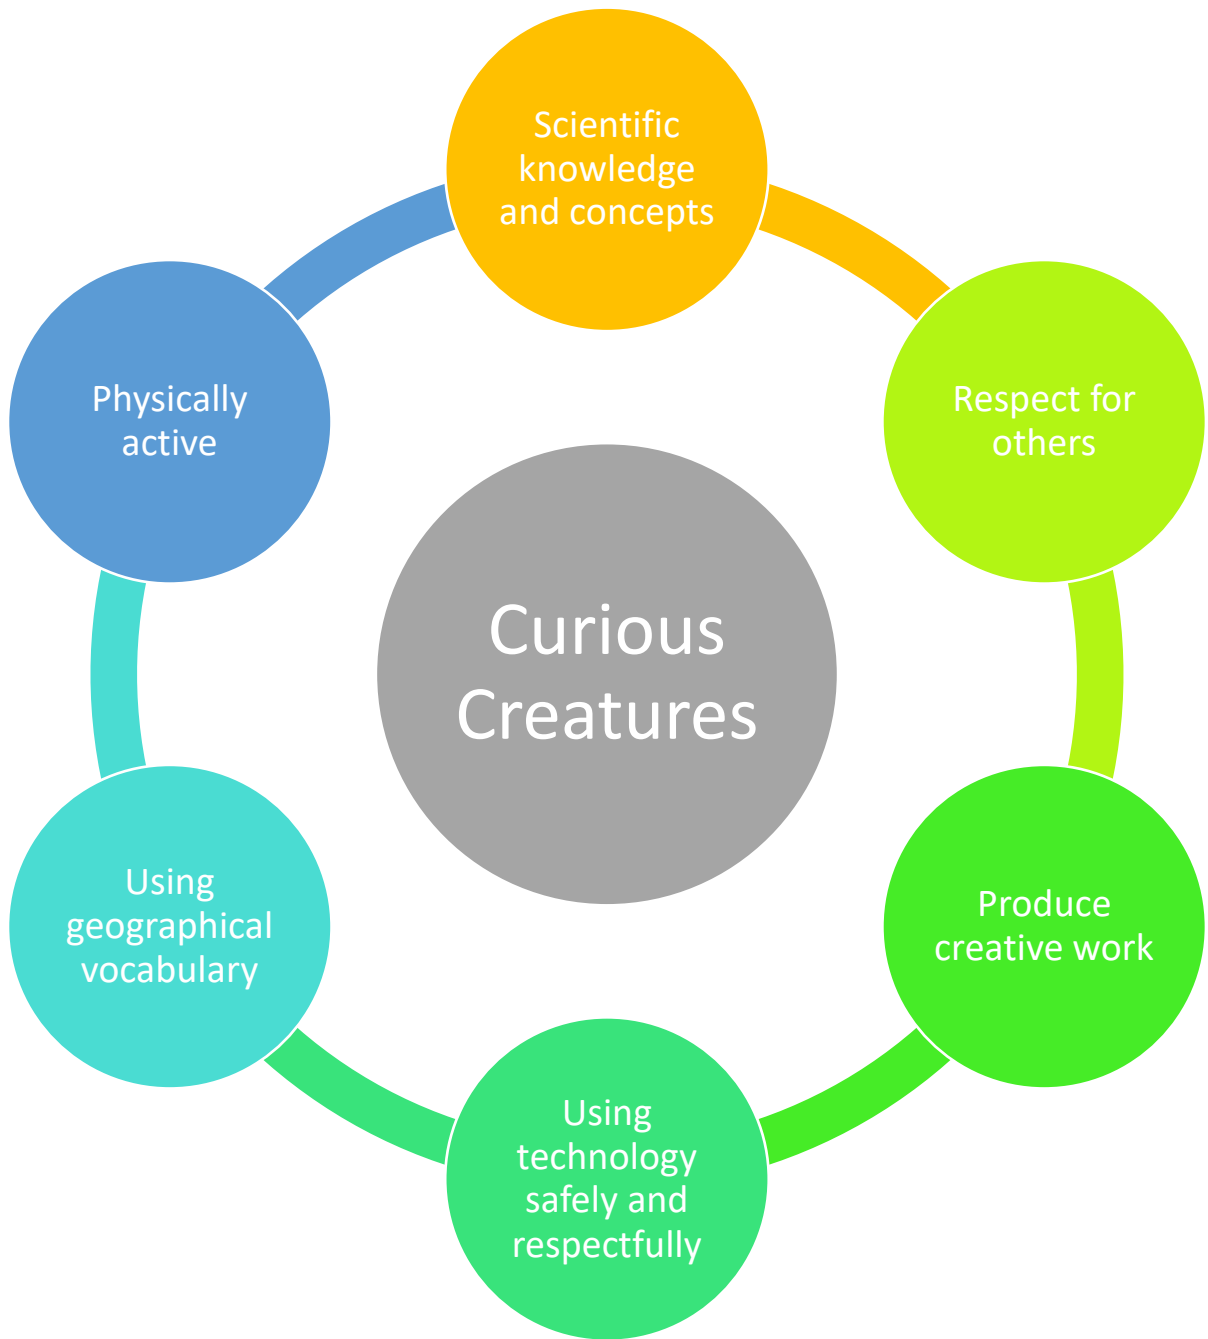 Scientific
knowledge
and concepts
Respect for
others
Produce
creative work
Using
technology
safely and
respectfully
Using
geographical
vocabulary
Physically
active
Curious
Creatures